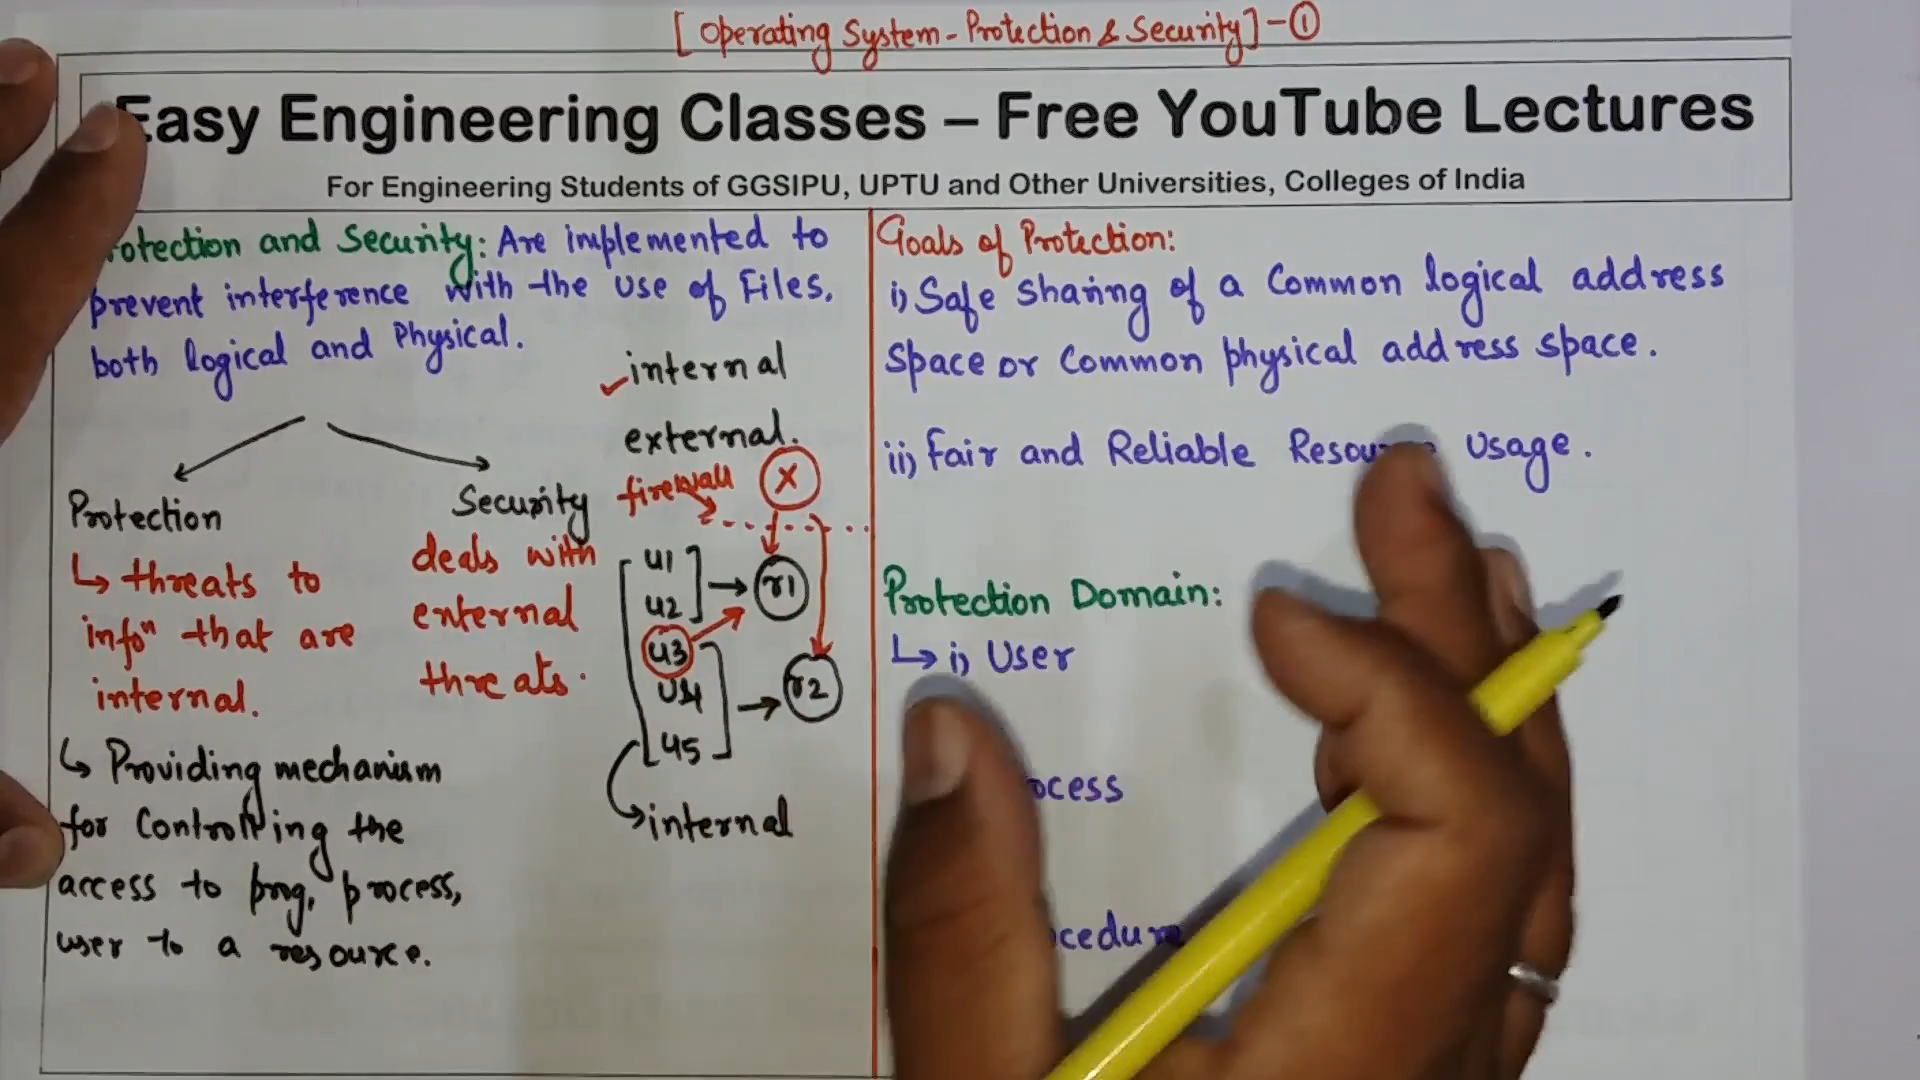 [Operating System - Protection & Security] - ①
Easy Engineering Classes – Free YouTube Lectures
For Engineering Students of GGSIPU, UPTU and Other Universities, Colleges of India
rotection and Security: Are implemented to
prevent interference with the use of Files,
both logical and Physical.
internal
external.
firewall
X
Protection
↳ threats to
infoⁿ that are
internal.
↳ Providing mechanism
for Controlling the
access to prog, process,
user to a resource.
Security
deals with
external
threats.
u1
u2
u3
u4
u5
r1
r2
internal
Goals of Protection:
i) Safe Sharing of a Common logical address
Space or Common physical address space.
ii) Fair and Reliable Resou Usage.
Protection Domain:
↳ i) User
ocess
ocedure